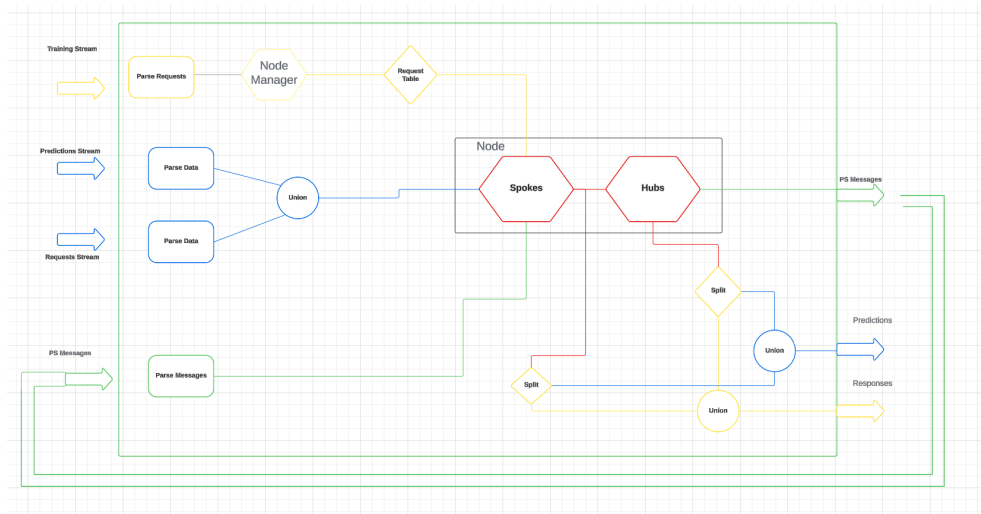 Training Stream
Parse Requests
Node
Manager
Request
Table
Predictions Stream
Parse Data
Union
Node
Spokes
Hubs
PS Messages
Parse Data
Requests Stream
Split
Predictions
Union
PS Messages
Parse Messages
Split
Responses
Union